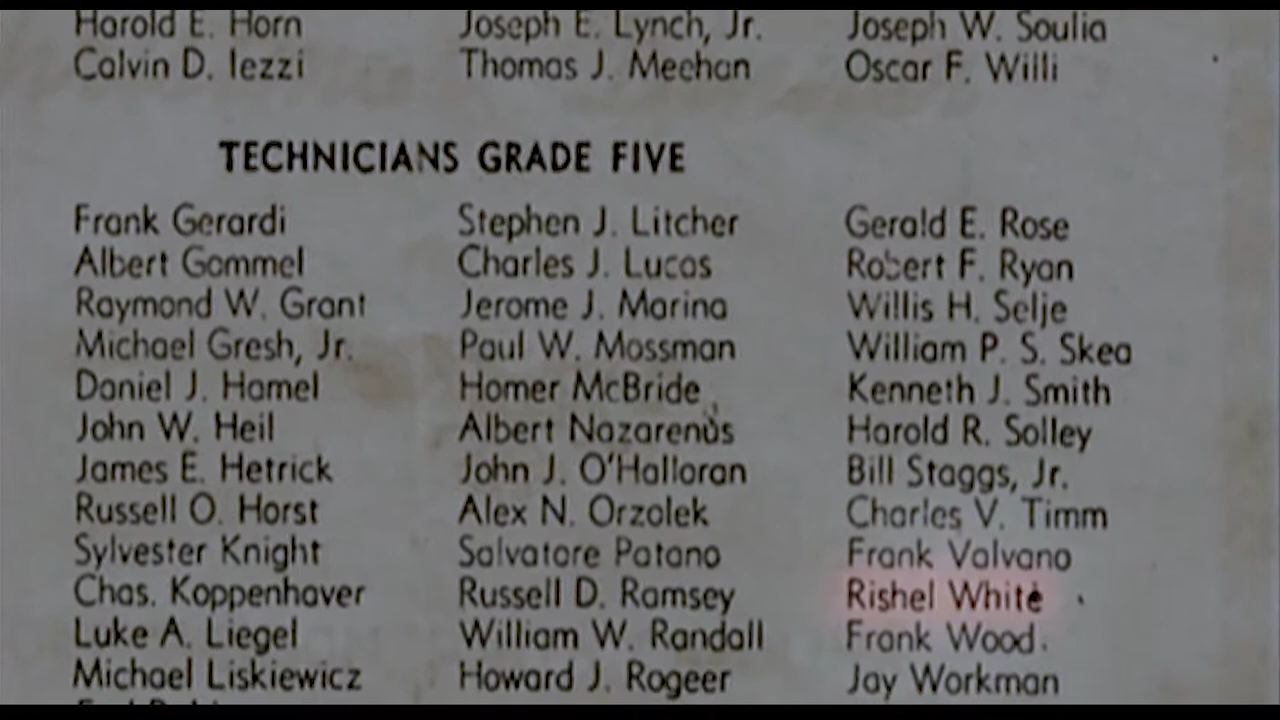 Harold E. Horn
Calvin D. Iezzi
Joseph E. Lynch, Jr.
Thomas J. Meehan
Joseph W. Soulia
Oscar F. Willi
TECHNICIANS GRADE FIVE
Frank Gerardi
Albert Gommel
Raymond W. Grant
Michael Gresh, Jr.
Daniel J. Hamel
John W. Heil
James E. Hetrick
Russell O. Horst
Sylvester Knight
Chas. Koppenhaver
Luke A. Liegel
Michael Liskiewicz
Stephen J. Litcher
Charles J. Lucas
Jerome J. Marina
Paul W. Mossman
Homer McBride
Albert Nazarenus
John J. O'Halloran
Alex N. Orzolek
Salvatore Patano
Russell D. Ramsey
William W. Randall
Howard J. Rogeer
Gerald E. Rose
Robert F. Ryan
Willis H. Selje
William P. S. Skea
Kenneth J. Smith
Harold R. Solley
Bill Staggs, Jr.
Charles V. Timm
Frank Valvano
Rishel White
Frank Wood
Jay Workman